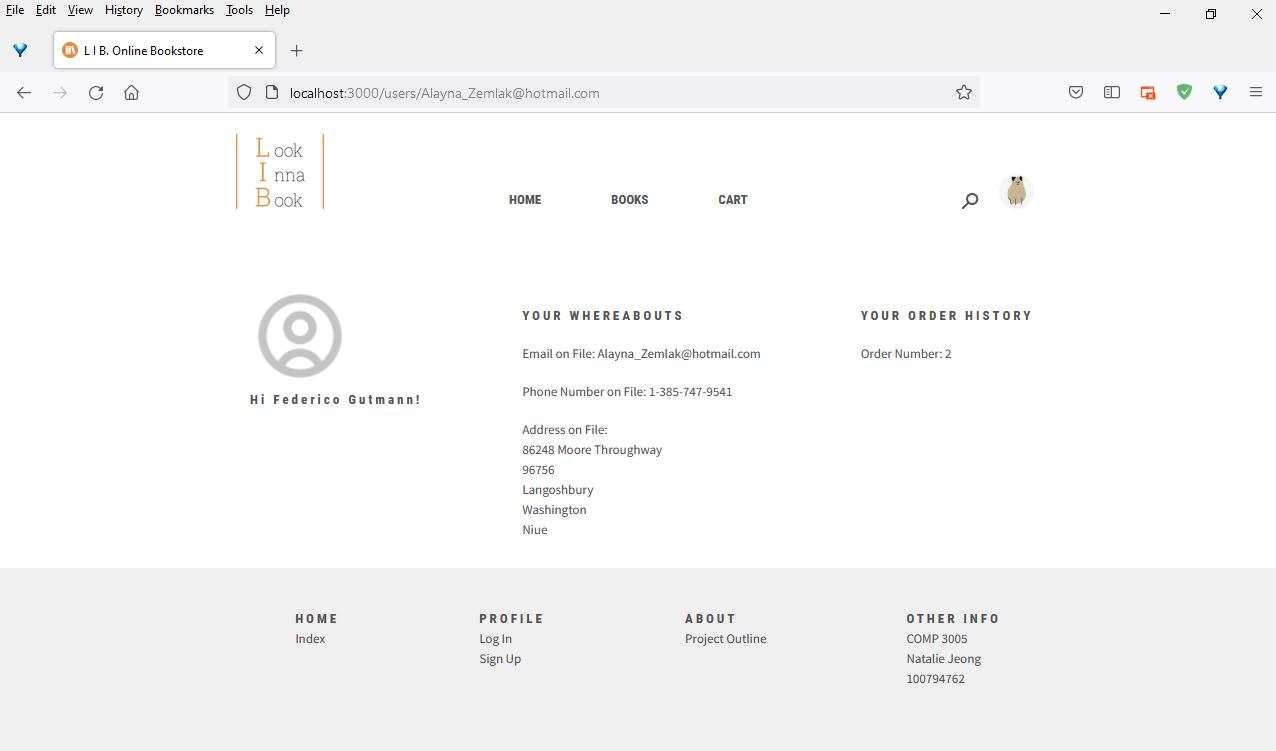 File Edit View History Bookmarks Tools Help
L I B. Online Bookstore
localhost:3000/users/Alayna_Zemlak@hotmail.com
Look
Inna
Book
HOME BOOKS CART
YOUR WHEREABOUTS
Email on File: Alayna_Zemlak@hotmail.com
Phone Number on File: 1-385-747-9541
Address on File:
86248 Moore Throughway
96756
Langoshbury
Washington
Niue
YOUR ORDER HISTORY
Order Number: 2
Hi Federico Gutmann!
HOME
Index
PROFILE
Log In
Sign Up
ABOUT
Project Outline
OTHER INFO
COMP 3005
Natalie Jeong
100794762